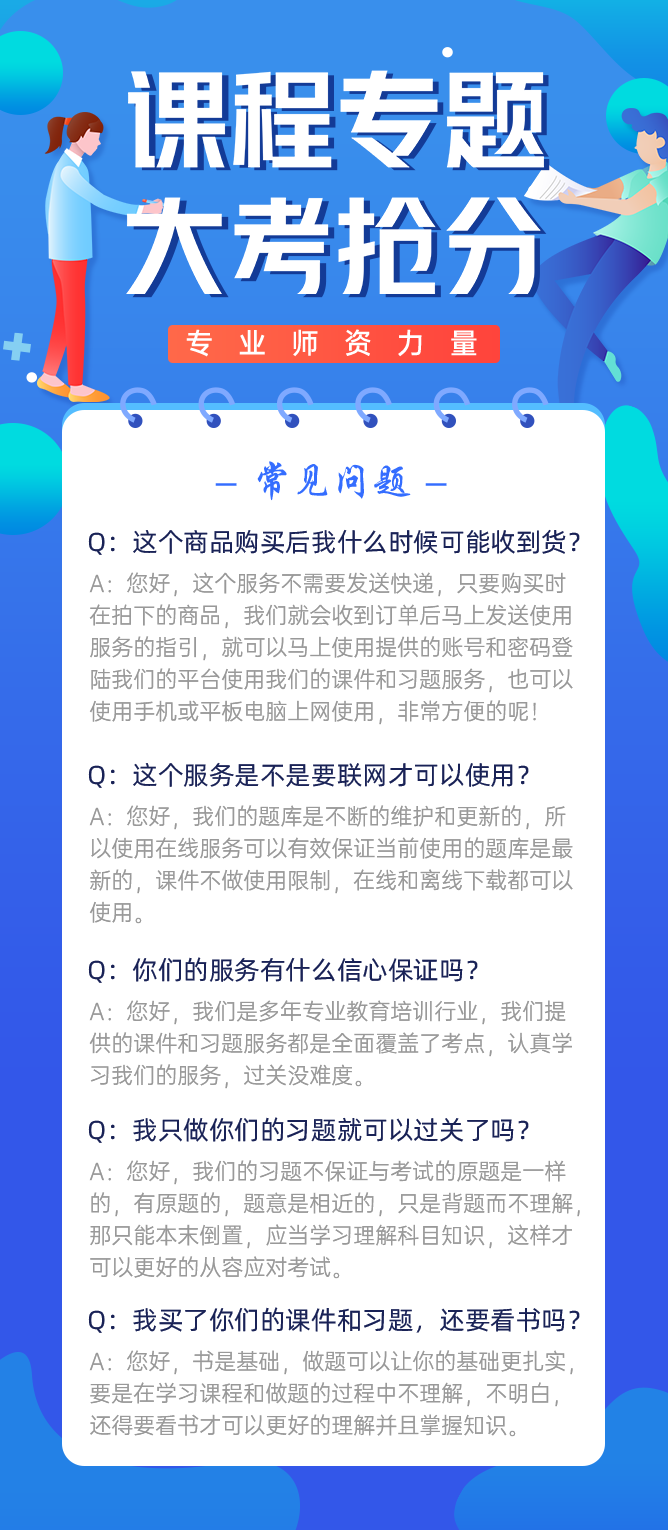 课程专题
大考抢分
专业师资力量
— 常见问题 —
Q：这个商品购买后我什么时候可能收到货？
A：您好，这个服务不需要发送快递，只要购买时
在拍下的商品，我们就会收到订单后马上发送使用
服务的指引，就可以马上使用提供的账号和密码登
陆我们的平台使用我们的课件和习题服务，也可以
使用手机或平板电脑上网使用，非常方便的呢！
Q：这个服务是不是要联网才可以使用？
A：您好，我们的题库是不断的维护和更新的，所
以使用在线服务可以有效保证当前使用的题库是最
新的，课件不做使用限制，在线和离线下载都可以
使用。
Q：你们的服务有什么信心保证吗？
A：您好，我们是多年专业教育培训行业，我们提
供的课件和习题服务都是全面覆盖了考点，认真学
习我们的服务，过关没难度。
Q：我只做你们的习题就可以过关了吗？
A：您好，我们的习题不保证与考试的原题是一样
的，有原题的，题意是相近的，只是背题而不理解，
那只能本末倒置，应当学习理解科目知识，这样才
可以更好的从容应对考试。
Q：我买了你们的课件和习题，还要看书吗？
A：您好，书是基础，做题可以让你的基础更扎实，
要是在学习课程和做题的过程中不理解，不明白，
还得要看书才可以更好的理解并且掌握知识。